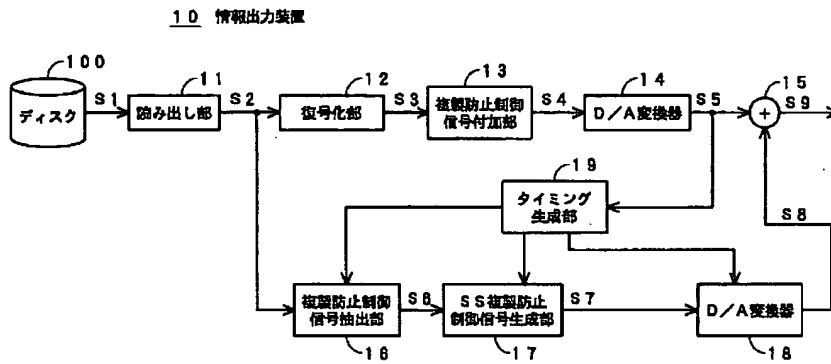 10 情報出力装置
100
ディスク
S1
11
読み出し部
S2
12
復号化部
S3
13
複製防止制御
信号付加部
S4
14
D/A変換器
S5
15
+
S9
19
タイミング
生成部
S8
複製防止制御
信号抽出部
16
S6
SS複製防止
制御信号生成部
17
S7
D/A変換器
18